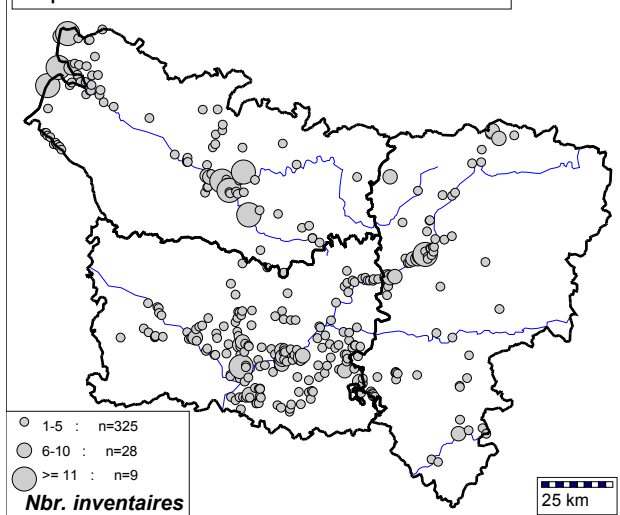 1-5 : n=325
6-10 : n=28
>= 11 : n=9
Nbr. inventaires
25 km